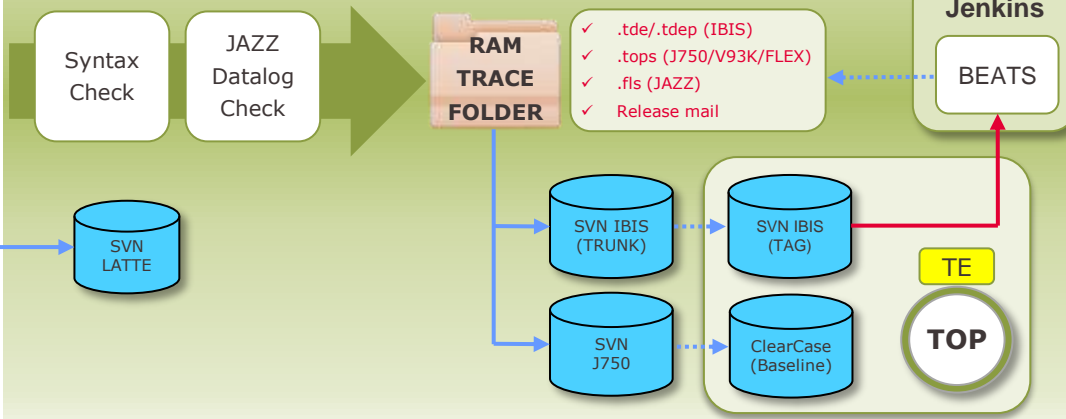 Syntax
Check
JAZZ
Datalog
Check
RAM
TRACE
FOLDER
✓ .tde/.tdep (IBIS)
✓ .tops (J750/V93K/FLEX)
✓ .fls (JAZZ)
✓ Release mail
Jenkins
BEATS
SVN
LATTE
SVN IBIS
(TRUNK)
SVN IBIS
(TAG)
SVN
J750
ClearCase
(Baseline)
TE
TOP